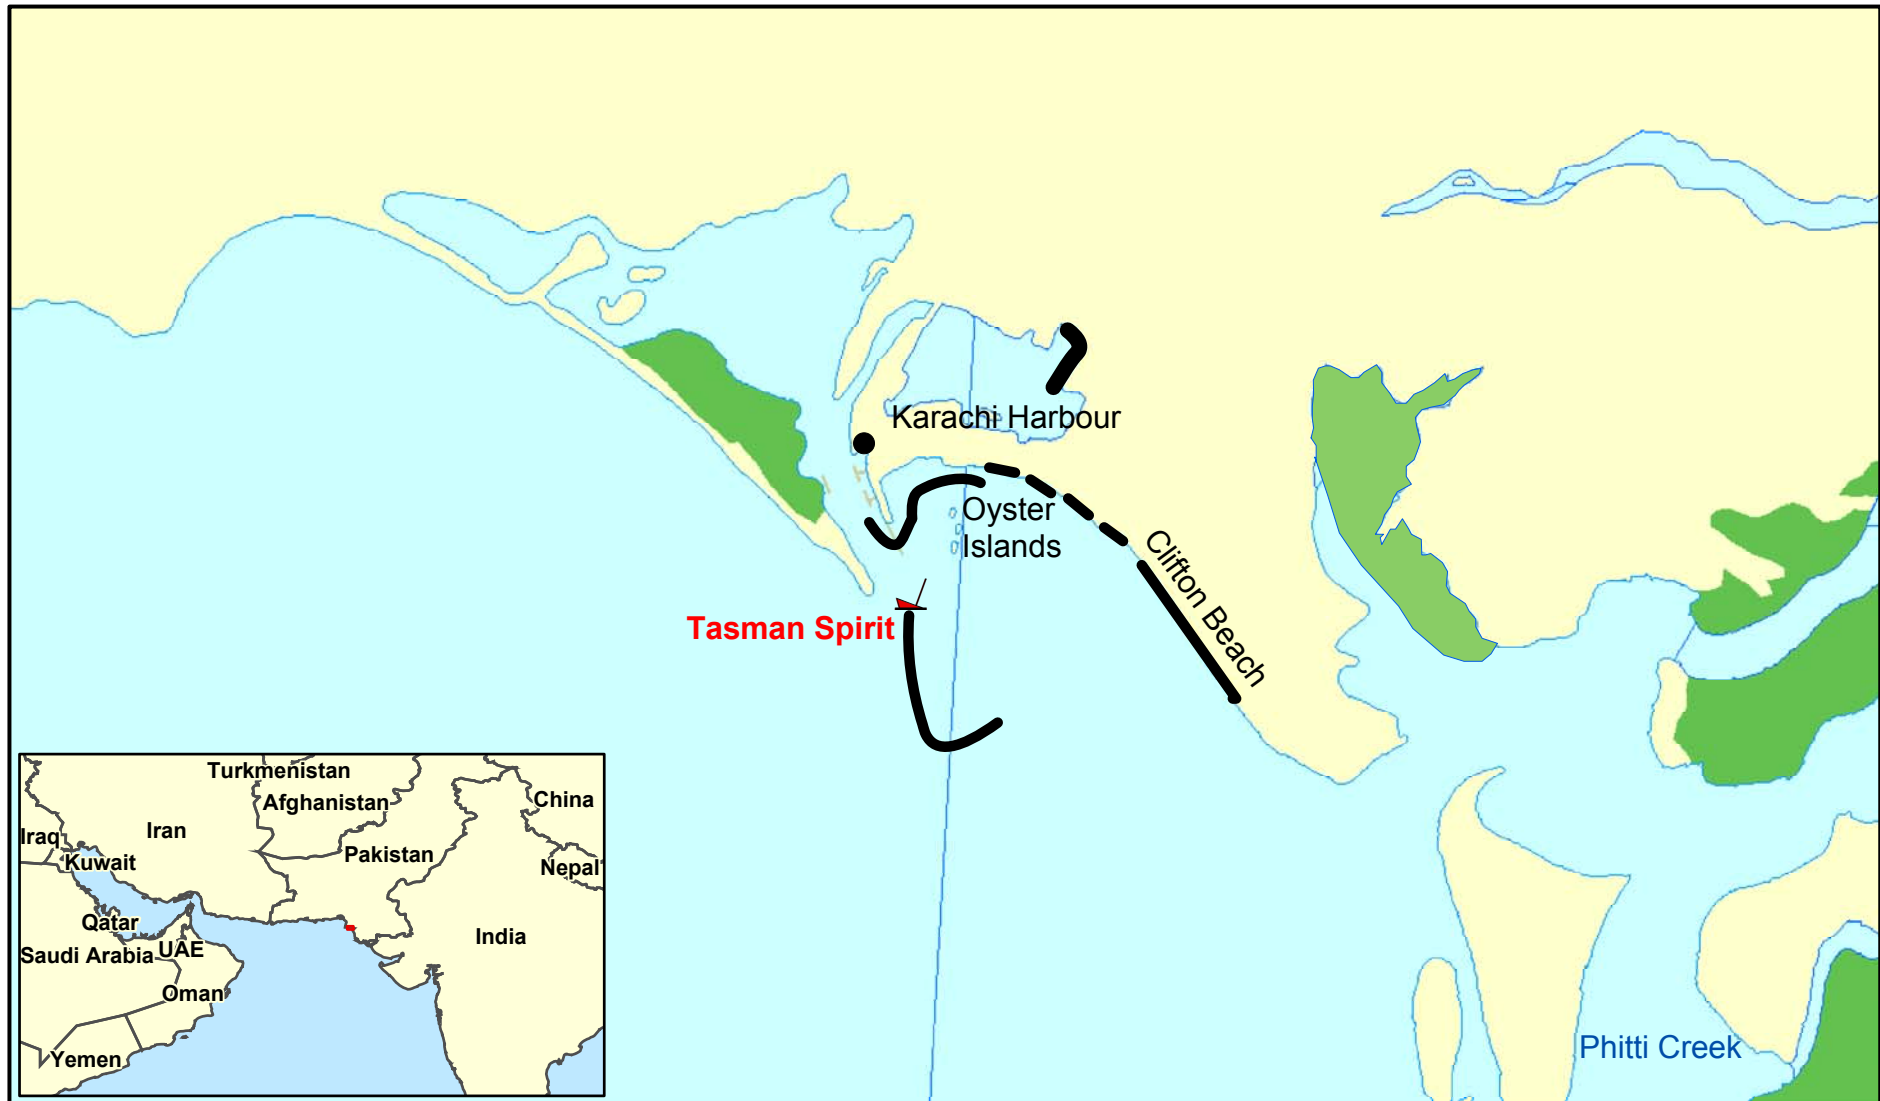 Karachi Harbour
Oyster
Islands
Clifton Beach
Tasman Spirit
Phitti Creek
Turkmenistan
Afghanistan
China
Iraq
Iran
Kuwait
Pakistan
Nepal
Qatar
Saudi Arabia
UAE
India
Oman
Yemen